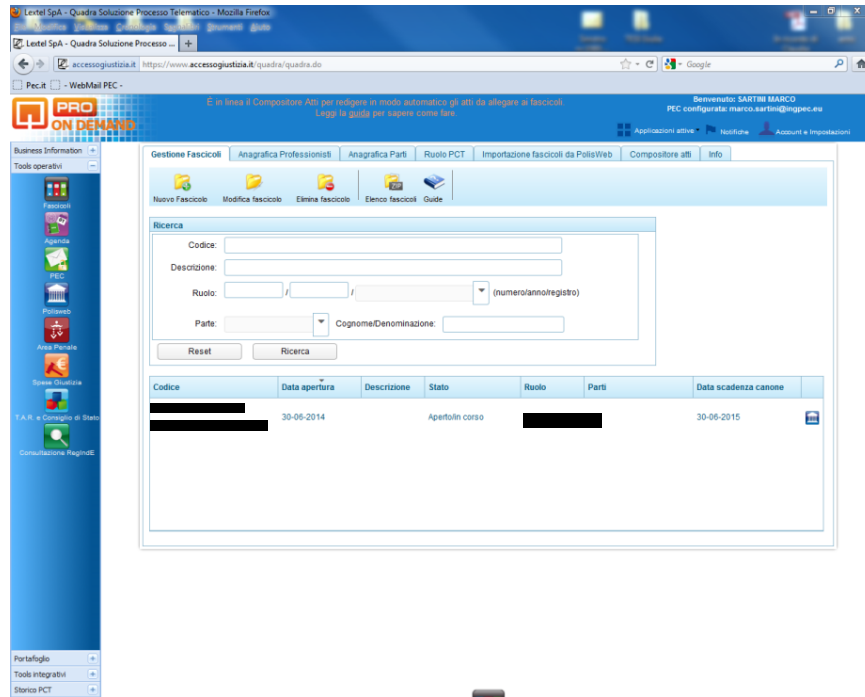 Lextel SpA - Quadra Soluzione Processo Telematico - Mozilla Firefox
Lextel SpA - Quadra Soluzione Processo ... +
accessogiustizia.it https://www.accessogiustizia.it/quadra/quadra.do
Google
Pec.it - WebMail PEC -
PRO
ON DEMAND
È in linea il Compositore Atti per redigere in modo automatico gli atti da allegare ai fascicoli.
Leggi la guida per sapere come fare.
Benvenuto: SARTINI MARCO
PEC configurata: marco.sartini@ingpec.eu
Applicazioni attive Notifiche Account e Impostazioni
Business Information
Tools operativi
Fascicoli
Agenda
PEC
Polisweb
Area Penale
Spese Giustizia
T.A.R. e Consiglio di Stato
Consultazione RegIndE
Gestione Fascicoli Anagrafica Professionisti Anagrafica Parti Ruolo PCT Importazione fascicoli da PolisWeb Compositore atti Info
Nuovo Fascicolo Modifica fascicolo Elimina fascicolo Elenco fascicoli Guide
Ricerca
Codice:
Descrizione:
Ruolo: / / (numero/anno/registro)
Parte: Cognome/Denominazione:
Reset Ricerca
Codice Data apertura Descrizione Stato Ruolo Parti Data scadenza canone
30-06-2014 Aperto/in corso 30-06-2015
Portafoglio
Tools integrativi
Storico PCT